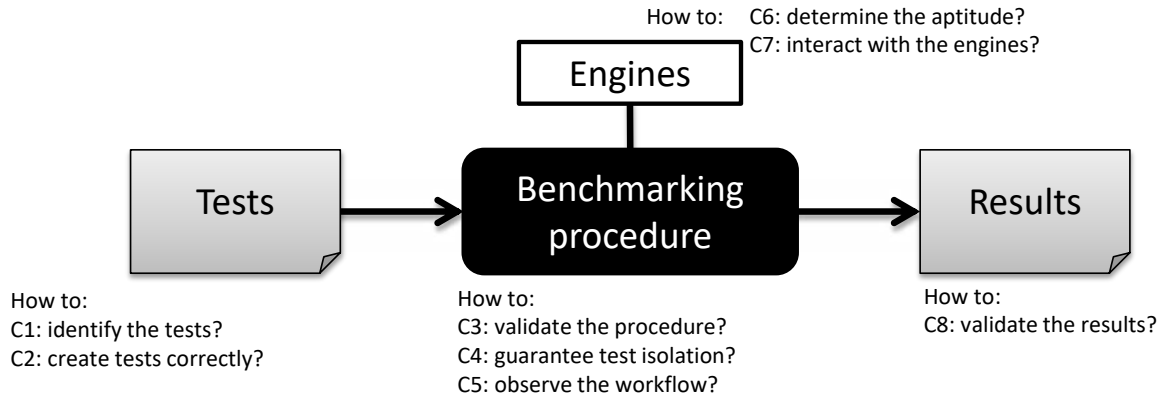 How to: C6: determine the aptitude?
C7: interact with the engines?
Engines
Tests
Benchmarking
procedure
Results
How to:
C1: identify the tests?
C2: create tests correctly?
How to:
C3: validate the procedure?
C4: guarantee test isolation?
C5: observe the workflow?
How to:
C8: validate the results?